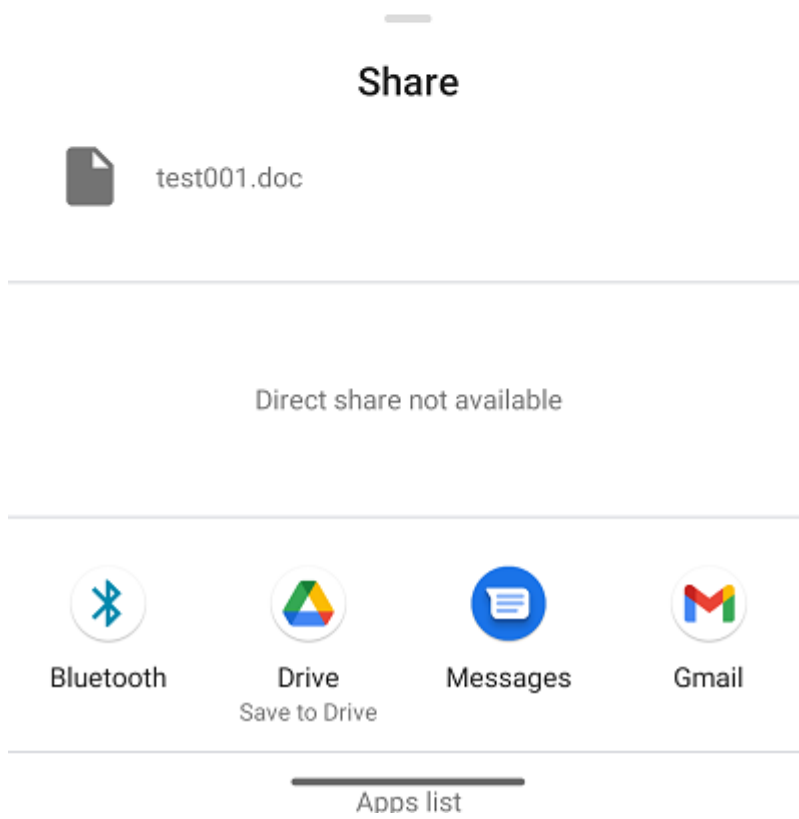 Share
test001.doc
Direct share not available
Bluetooth Drive Messages Gmail
Save to Drive
Apps list